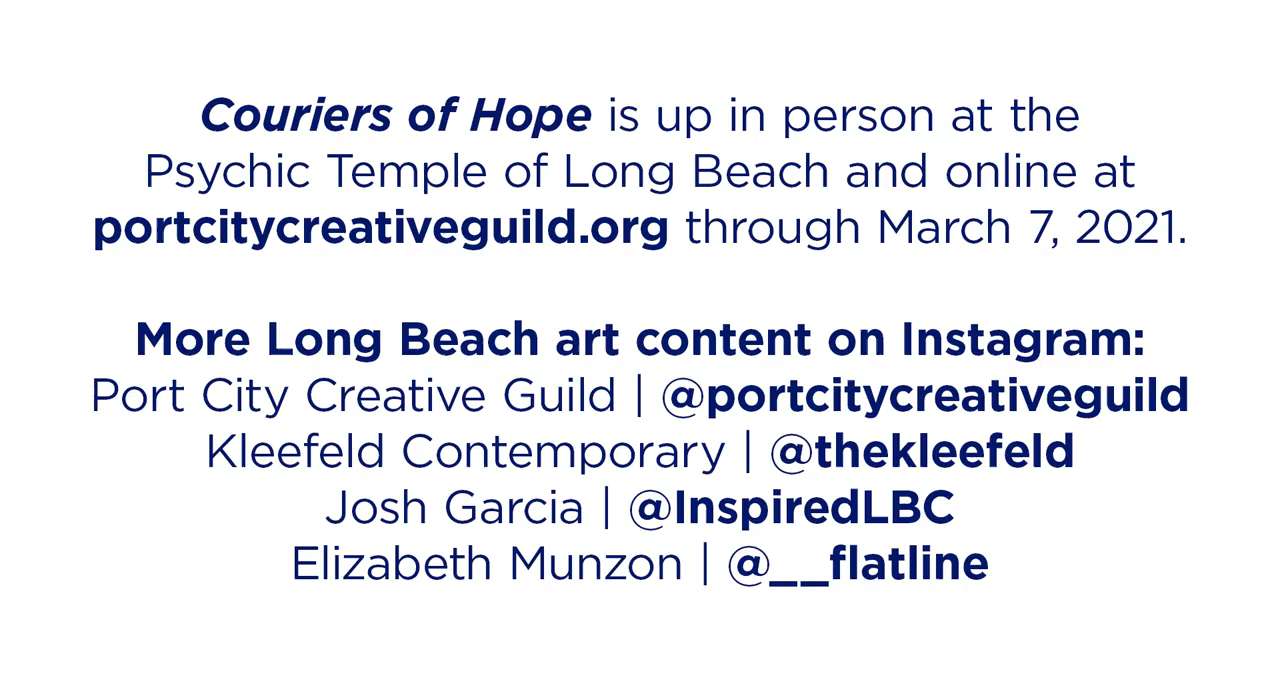 Couriers of Hope is up in person at the
Psychic Temple of Long Beach and online at
portcitycreativeguild.org through March 7, 2021.
More Long Beach art content on Instagram:
Port City Creative Guild | @portcitycreativeguild
Kleefeld Contemporary | @thekleefeld
Josh Garcia | @InspiredLBC
Elizabeth Munzon | @__flatline